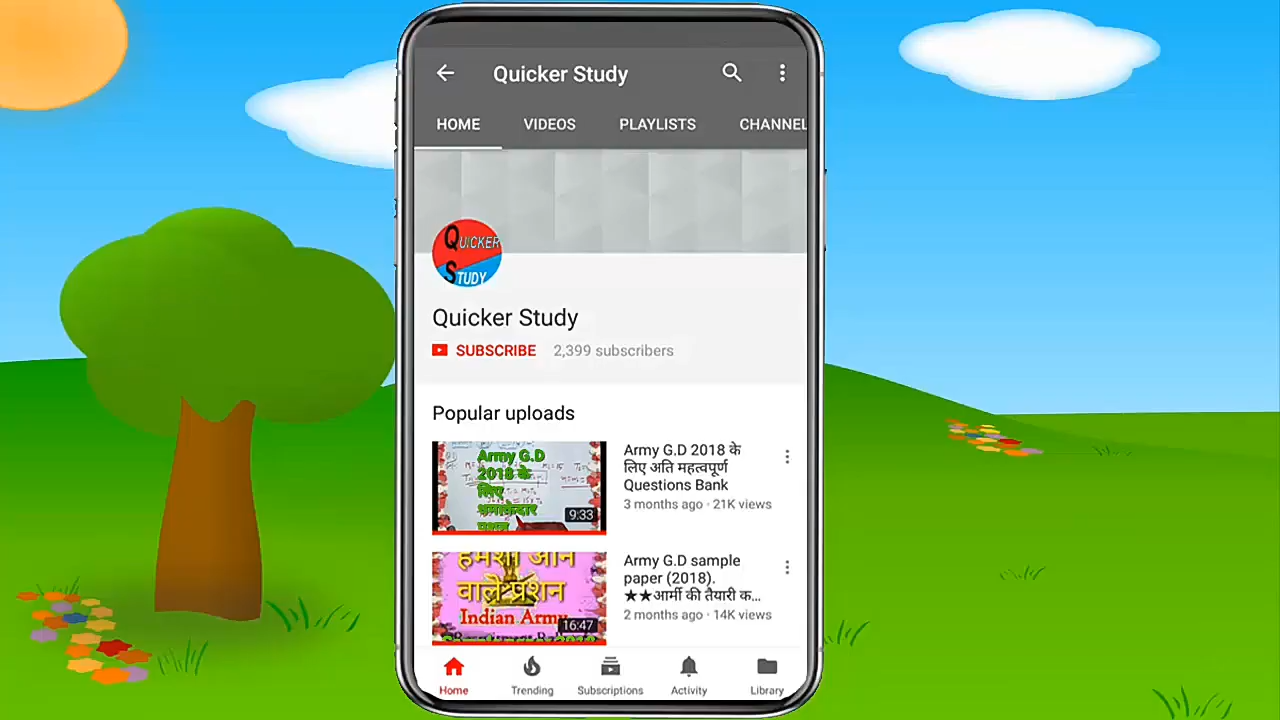 Quicker Study
HOME VIDEOS PLAYLISTS CHANNEL
QUICKER
STUDY
Quicker Study
SUBSCRIBE 2,399 subscribers
Popular uploads
Army G.D
2018 के
लिए
9:33
Army G.D 2018 के
लिए अति महत्वपूर्ण
Questions Bank
3 months ago · 21K views
हमेशा आने
वाले प्रशन
Indian Army
16:47
Army G.D sample
paper (2018).
★★आर्मी की तैयारी क...
2 months ago · 14K views
Home Trending Subscriptions Activity Library